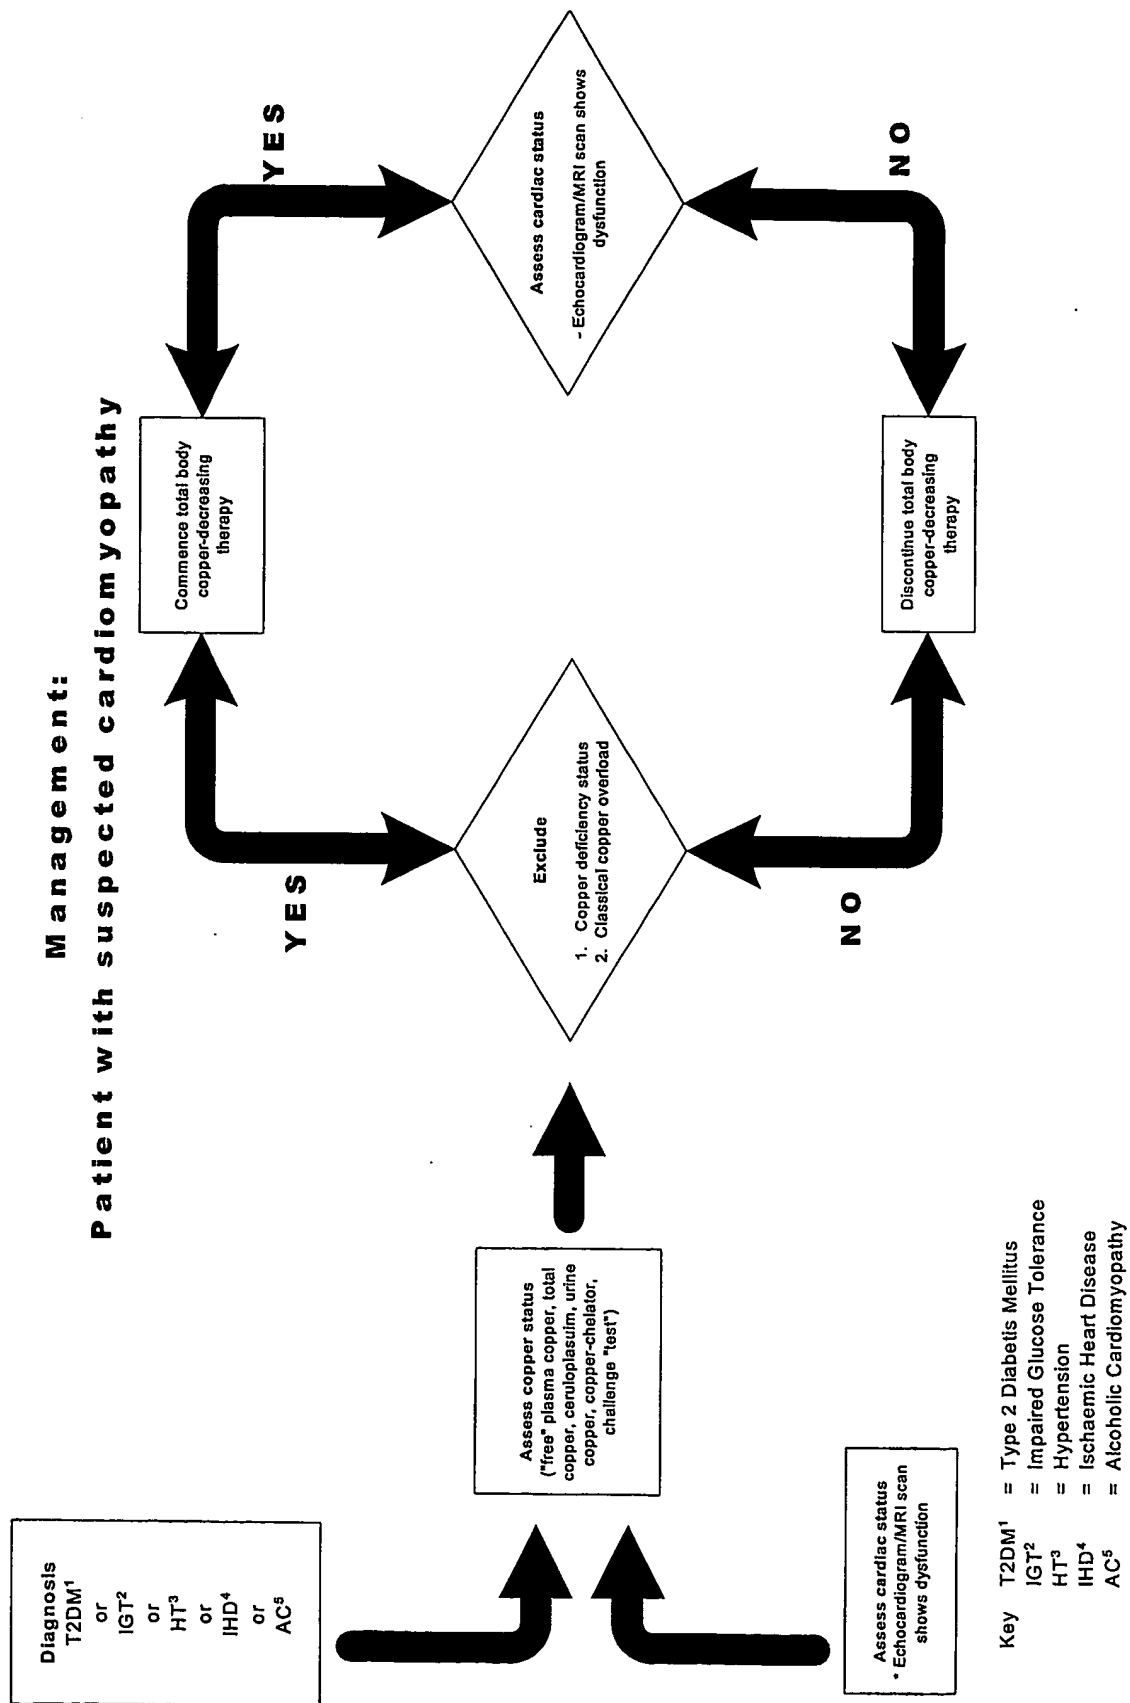 Management:
Patient with suspected cardiomyopathy
Diagnosis
T2DM¹
or
IGT²
or
HT³
or
IHD⁴
or
AC⁵
Assess cardiac status
* Echocardiogram/MRI scan
shows dysfunction
Assess copper status
("free" plasma copper, total
copper, ceruloplasuim, urine
copper, copper-chelator,
challenge "test")
Exclude
1. Copper deficiency status
2. Classical copper overload
YES
NO
Commence total body
copper-decreasing
therapy
Discontinue total body
copper-decreasing
therapy
YES
NO
Assess cardiac status
- Echocardiogram/MRI scan shows
dysfunction
Key T2DM¹ = Type 2 Diabetis Mellitus
IGT² = Impaired Glucose Tolerance
HT³ = Hypertension
IHD⁴ = Ischaemic Heart Disease
AC⁵ = Alcoholic Cardiomyopathy